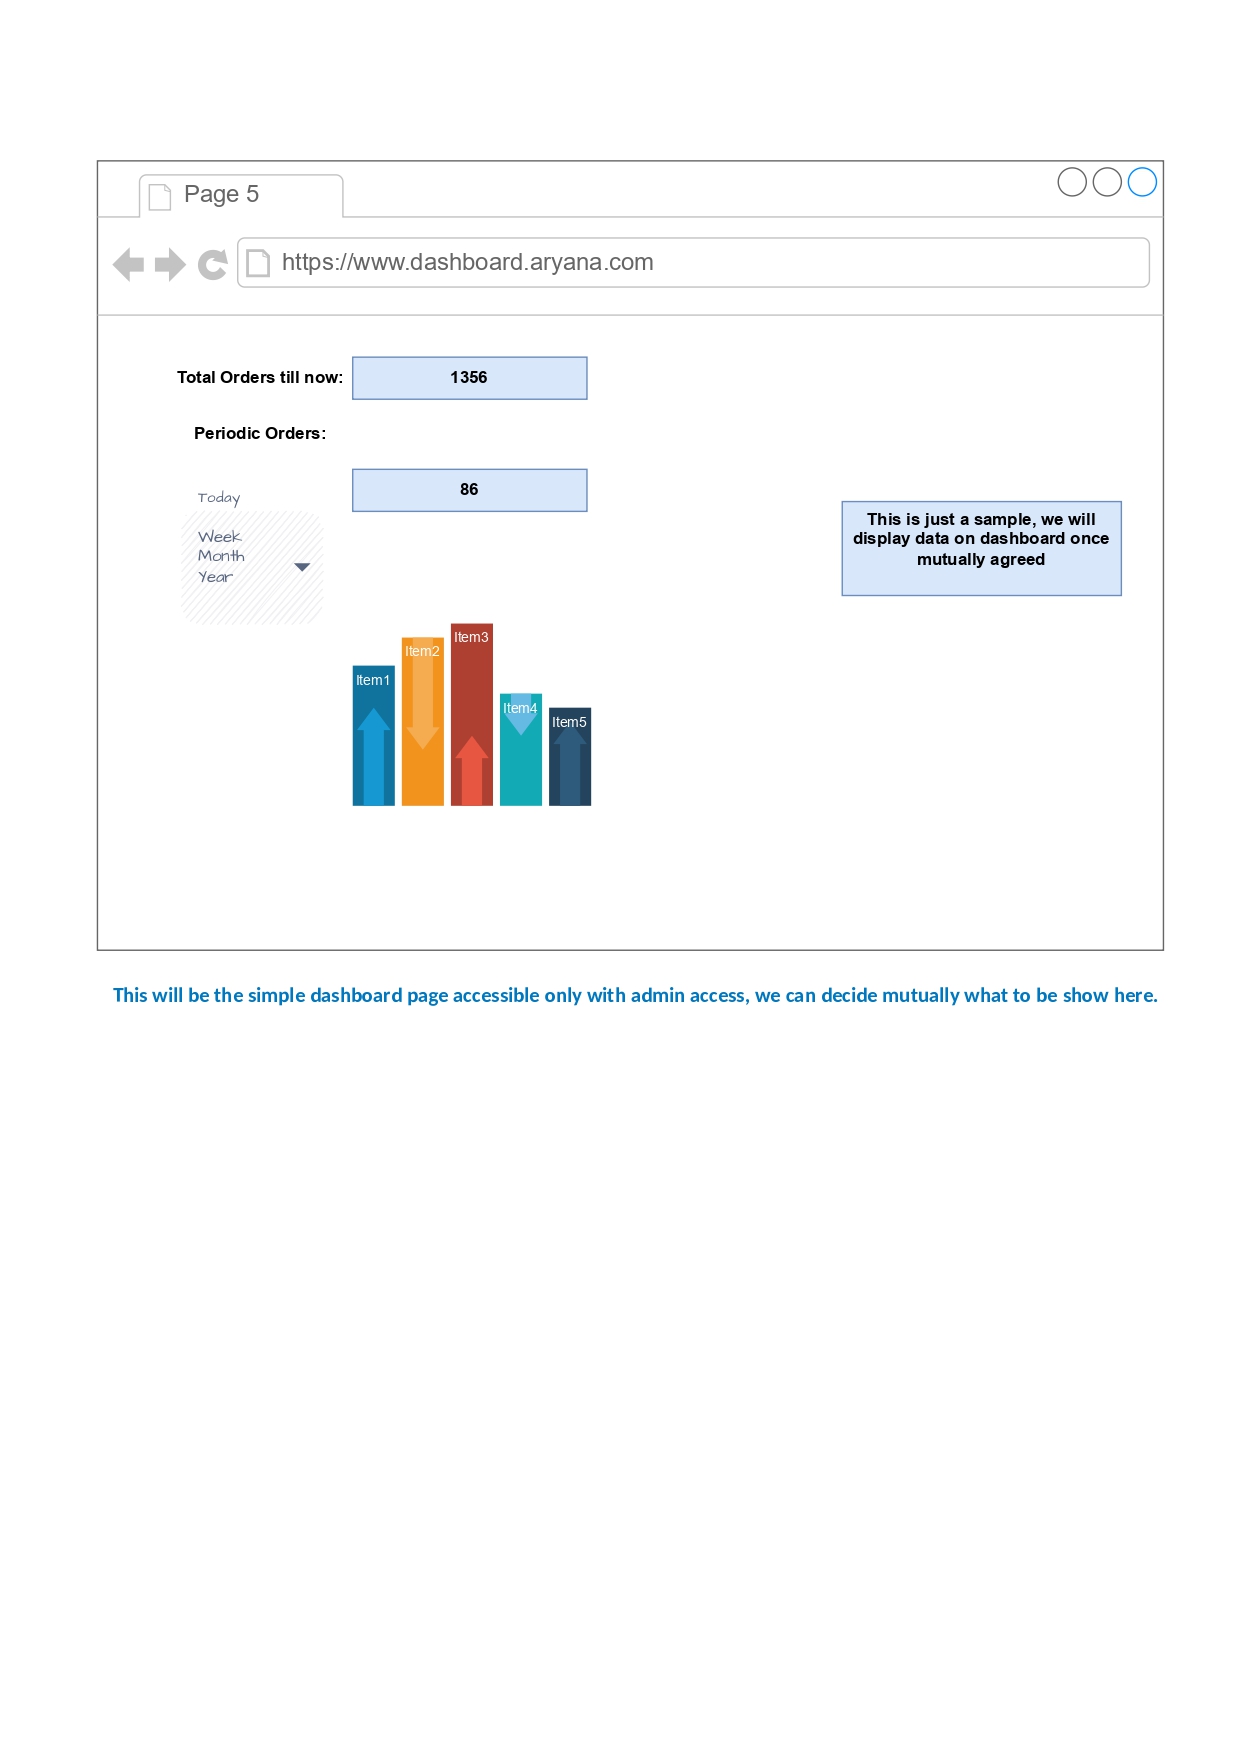 Page 5
https://www.dashboard.aryana.com
Total Orders till now: 1356
Periodic Orders:
86
Today
Week
Month
Year
This is just a sample, we will
display data on dashboard once
mutually agreed
Item1
Item2
Item3
Item4
Item5
This will be the simple dashboard page accessible only with admin access, we can decide mutually what to be show here.